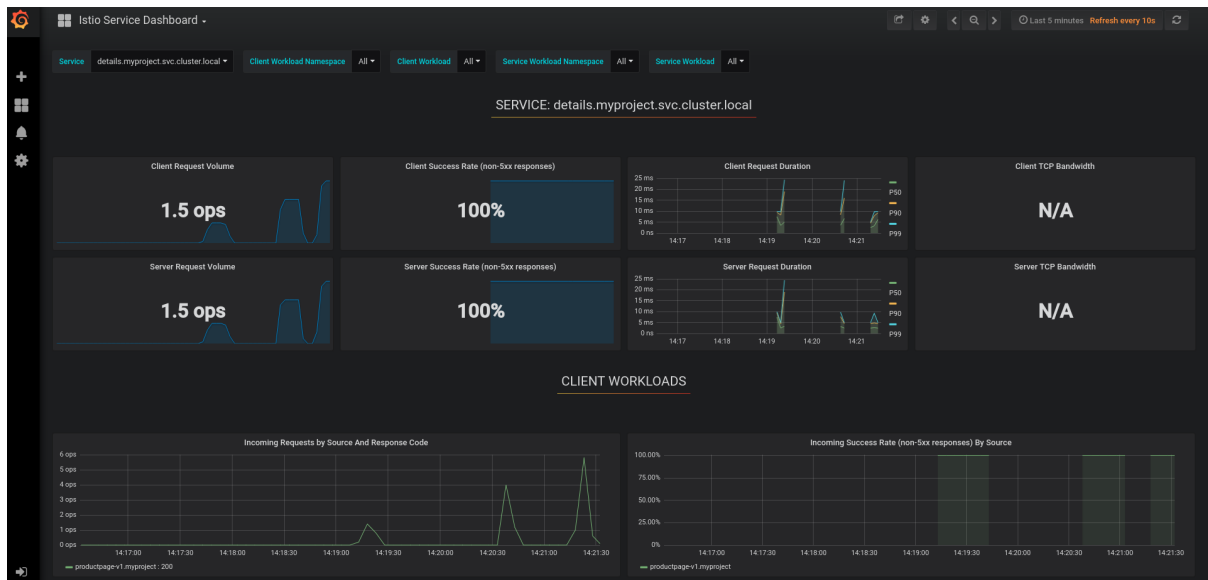 Istio Service Dashboard
Last 5 minutes Refresh every 10s
Service details.myproject.svc.cluster.local Client Workload Namespace All Client Workload All Service Workload Namespace All Service Workload All
SERVICE: details.myproject.svc.cluster.local
Client Request Volume
1.5 ops
Client Success Rate (non-5xx responses)
100%
Client Request Duration
25 ms
20 ms
15 ms
10 ms
5 ms
0 ns
14:17 14:18 14:19 14:20 14:21
P50
P90
P99
Client TCP Bandwidth
N/A
Server Request Volume
1.5 ops
Server Success Rate (non-5xx responses)
100%
Server Request Duration
25 ms
20 ms
15 ms
10 ms
5 ms
0 ns
14:17 14:18 14:19 14:20 14:21
P50
P90
P99
Server TCP Bandwidth
N/A
CLIENT WORKLOADS
Incoming Requests by Source And Response Code
6 ops
5 ops
4 ops
3 ops
2 ops
1 ops
0 ops
14:17:00 14:17:30 14:18:00 14:18:30 14:19:00 14:19:30 14:20:00 14:20:30 14:21:00 14:21:30
productpage-v1.myproject : 200
Incoming Success Rate (non-5xx responses) By Source
100.00%
75.00%
50.00%
25.00%
0%
14:17:00 14:17:30 14:18:00 14:18:30 14:19:00 14:19:30 14:20:00 14:20:30 14:21:00 14:21:30
productpage-v1.myproject